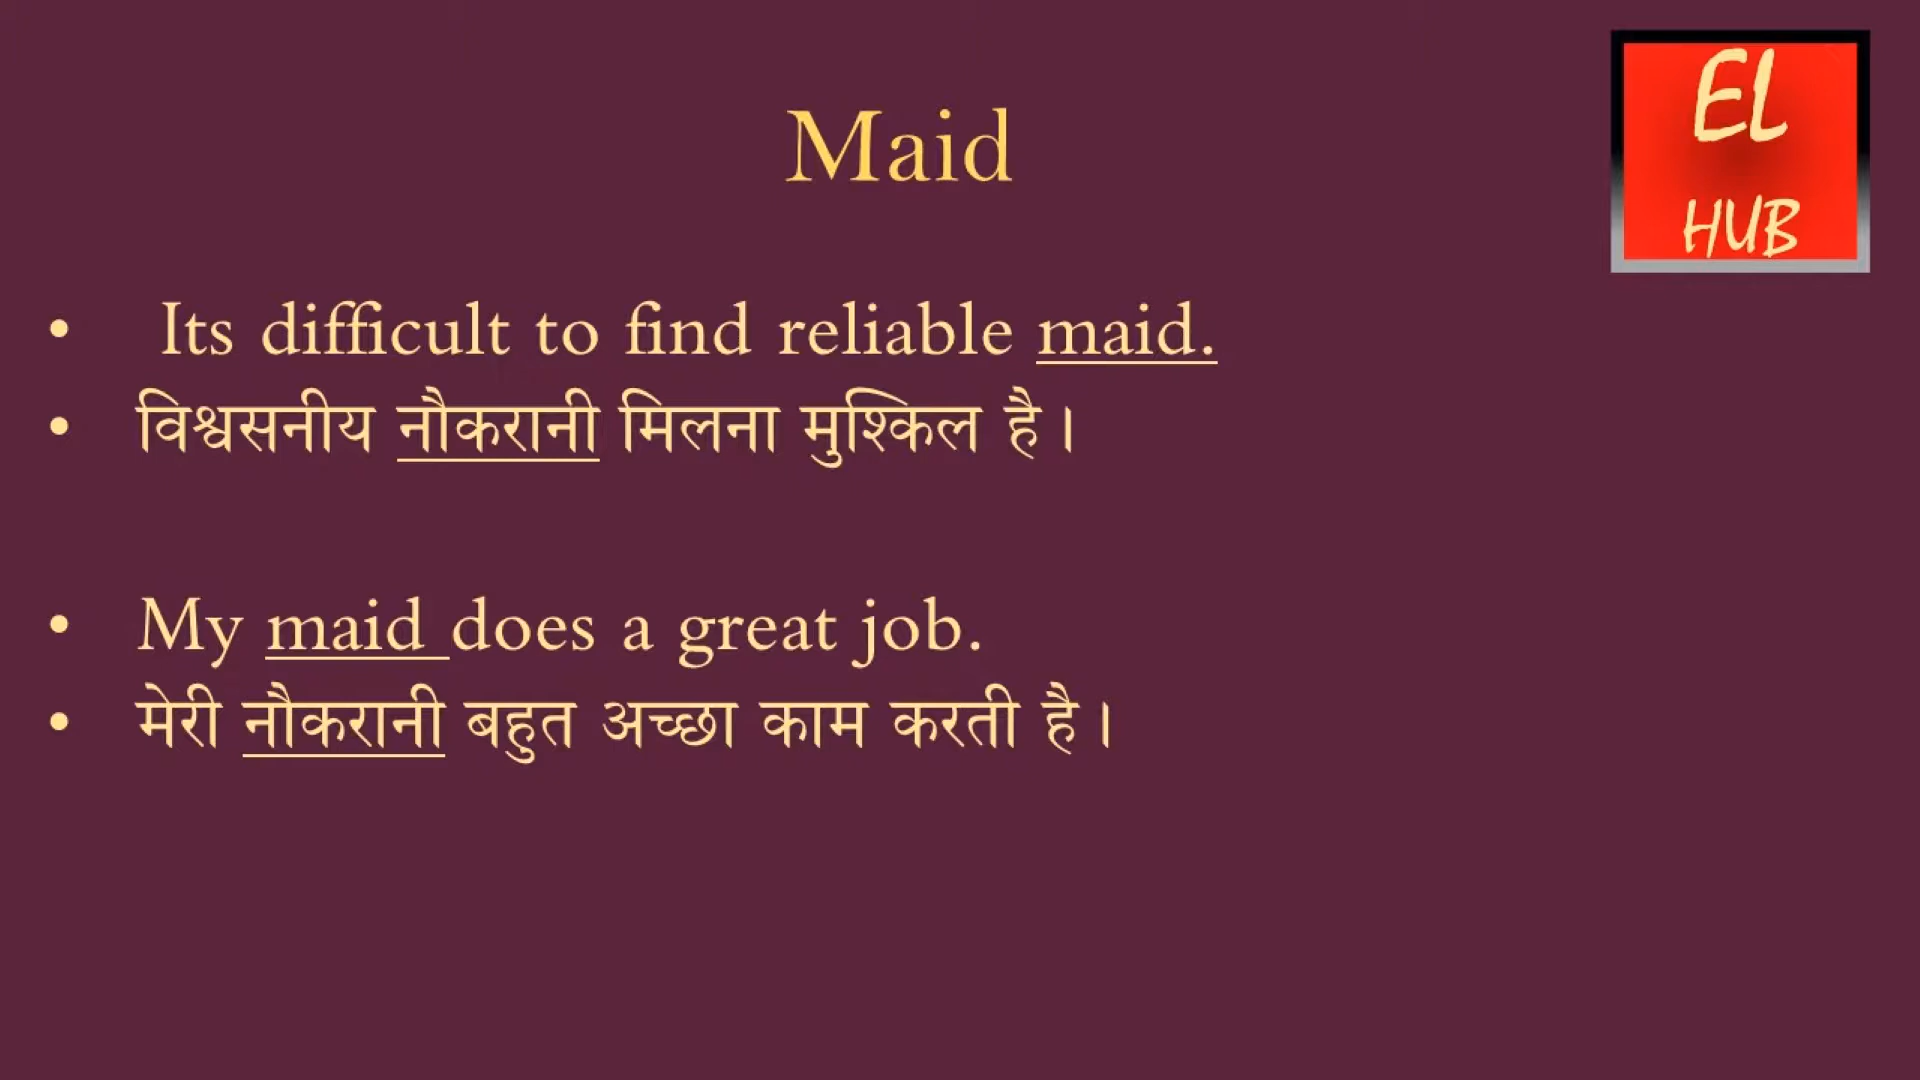 Maid
EL
HUB
• Its difficult to find reliable maid.
• विश्वसनीय नौकरानी मिलना मुश्किल है।
• My maid does a great job.
• मेरी नौकरानी बहुत अच्छा काम करती है।